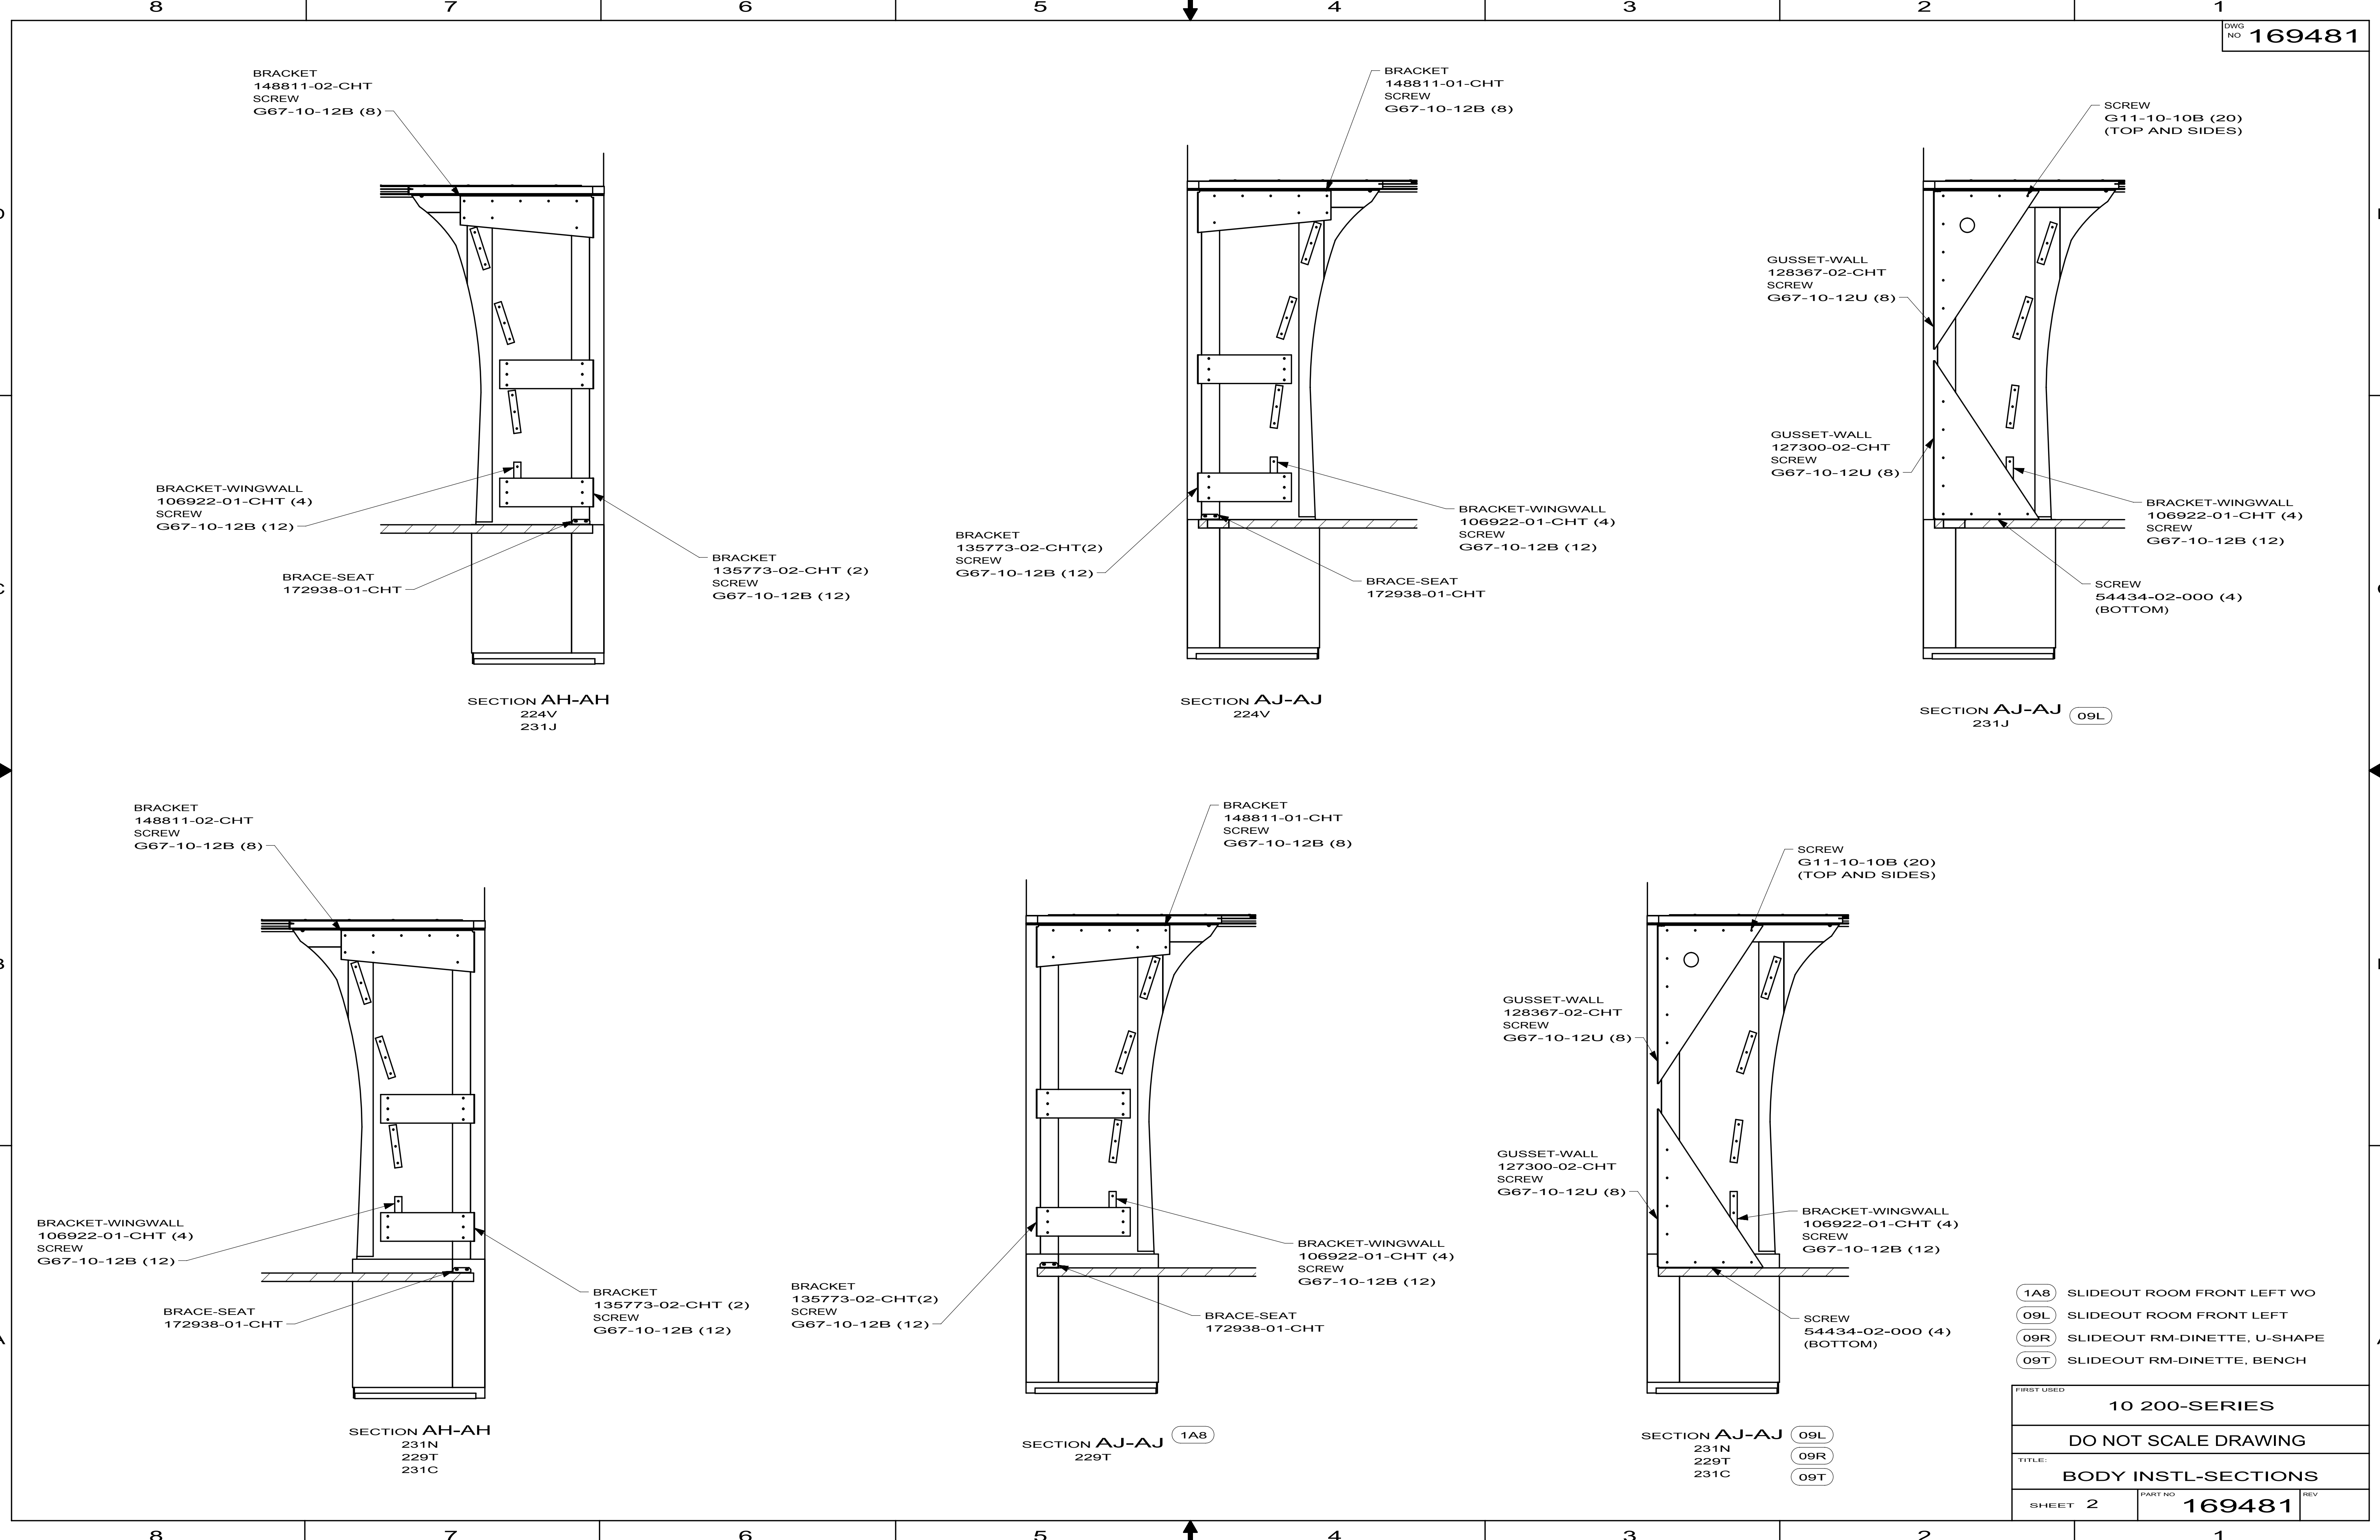 8 7 6 5 4 3 2 1
DWG
NO 169481
BRACKET
148811-02-CHT
SCREW
G67-10-12B (8)
BRACKET-WINGWALL
106922-01-CHT (4)
SCREW
G67-10-12B (12)
BRACE-SEAT
172938-01-CHT
BRACKET
135773-02-CHT (2)
SCREW
G67-10-12B (12)
SECTION AH-AH
224V
231J
BRACKET
148811-01-CHT
SCREW
G67-10-12B (8)
BRACKET
135773-02-CHT(2)
SCREW
G67-10-12B (12)
BRACKET-WINGWALL
106922-01-CHT (4)
SCREW
G67-10-12B (12)
BRACE-SEAT
172938-01-CHT
SECTION AJ-AJ
224V
SCREW
G11-10-10B (20)
(TOP AND SIDES)
GUSSET-WALL
128367-02-CHT
SCREW
G67-10-12U (8)
GUSSET-WALL
127300-02-CHT
SCREW
G67-10-12U (8)
BRACKET-WINGWALL
106922-01-CHT (4)
SCREW
G67-10-12B (12)
SCREW
54434-02-000 (4)
(BOTTOM)
SECTION AJ-AJ 09L
231J
BRACKET
148811-02-CHT
SCREW
G67-10-12B (8)
BRACKET-WINGWALL
106922-01-CHT (4)
SCREW
G67-10-12B (12)
BRACE-SEAT
172938-01-CHT
BRACKET
135773-02-CHT (2)
SCREW
G67-10-12B (12)
SECTION AH-AH
231N
229T
231C
BRACKET
148811-01-CHT
SCREW
G67-10-12B (8)
BRACKET
135773-02-CHT(2)
SCREW
G67-10-12B (12)
BRACKET-WINGWALL
106922-01-CHT (4)
SCREW
G67-10-12B (12)
BRACE-SEAT
172938-01-CHT
SECTION AJ-AJ 1A8
229T
SCREW
G11-10-10B (20)
(TOP AND SIDES)
GUSSET-WALL
128367-02-CHT
SCREW
G67-10-12U (8)
GUSSET-WALL
127300-02-CHT
SCREW
G67-10-12U (8)
BRACKET-WINGWALL
106922-01-CHT (4)
SCREW
G67-10-12B (12)
SCREW
54434-02-000 (4)
(BOTTOM)
SECTION AJ-AJ 09L
231N
229T 09R
231C 09T
1A8 SLIDEOUT ROOM FRONT LEFT WO
09L SLIDEOUT ROOM FRONT LEFT
09R SLIDEOUT RM-DINETTE, U-SHAPE
09T SLIDEOUT RM-DINETTE, BENCH
FIRST USED
10 200-SERIES
DO NOT SCALE DRAWING
TITLE:
BODY INSTL-SECTIONS
SHEET 2
PART NO 169481
REV
8 7 6 5 4 3 2 1